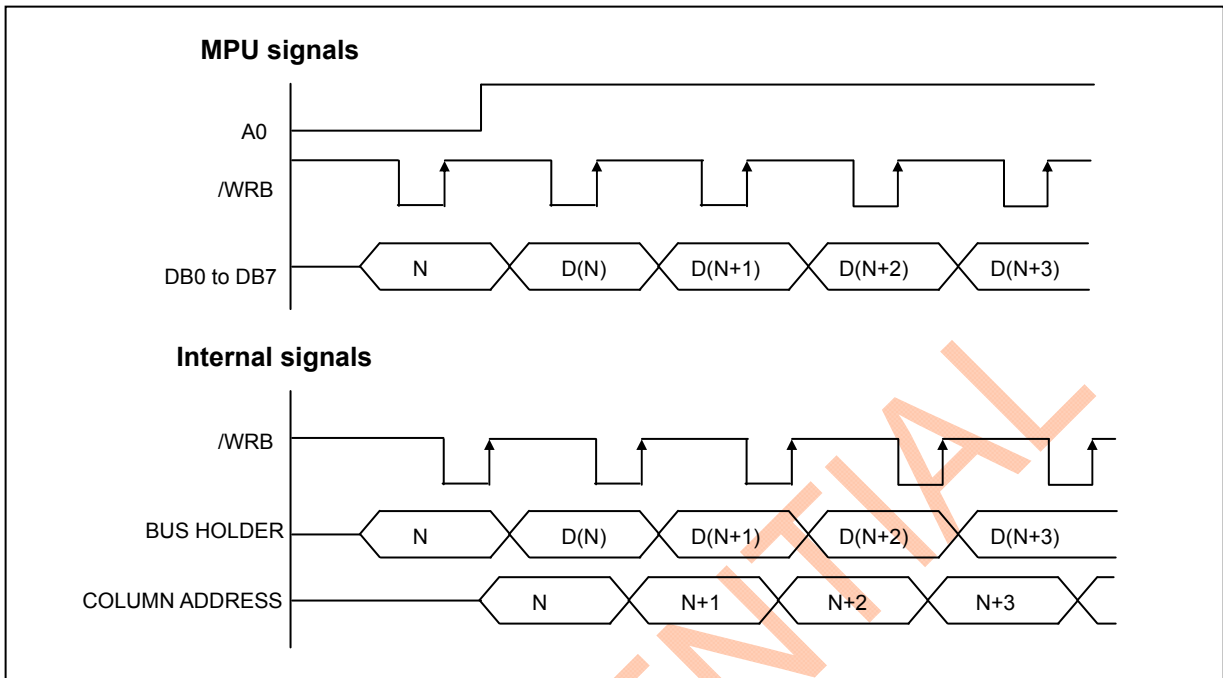 MPU signals
A0
/WRB
DB0 to DB7 N D(N) D(N+1) D(N+2) D(N+3)
Internal signals
/WRB
BUS HOLDER N D(N) D(N+1) D(N+2) D(N+3)
COLUMN ADDRESS N N+1 N+2 N+3
ENTIAL